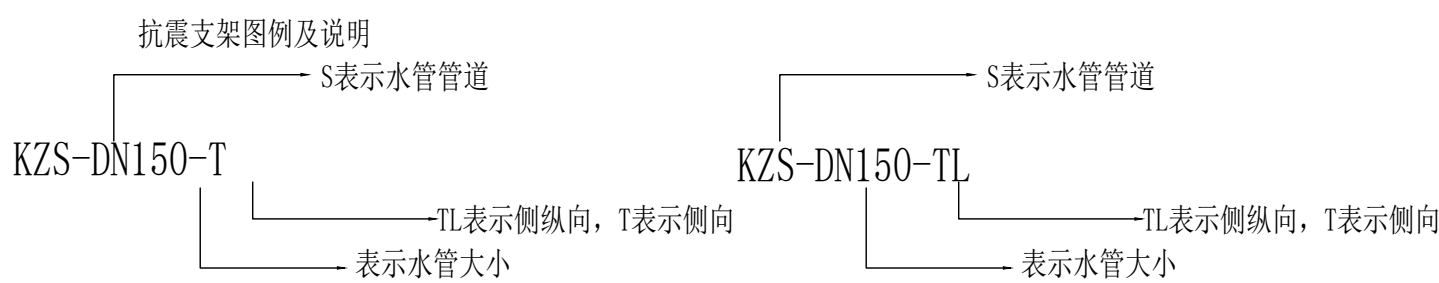 抗震支架图例及说明
S表示水管管道
S表示水管管道
KZS-DN150-T
KZS-DN150-TL
TL表示侧纵向，T表示侧向
TL表示侧纵向，T表示侧向
表示水管大小
表示水管大小